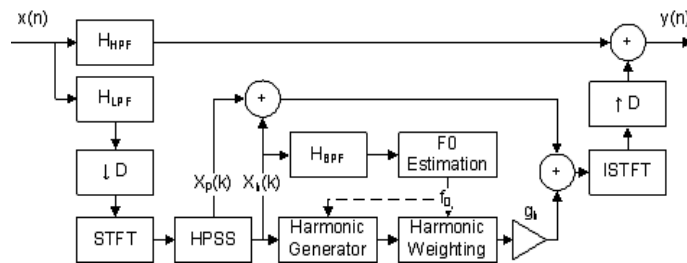 x(n)
y(n)
H_HPF
+
H_LPF
↑ D
+
↓ D
H_BPF
F0
Estimation
X_p(k)
X_h(k)
+
ISTFT
f_0,
g_h
STFT
HPSS
Harmonic
Generator
Harmonic
Weighting